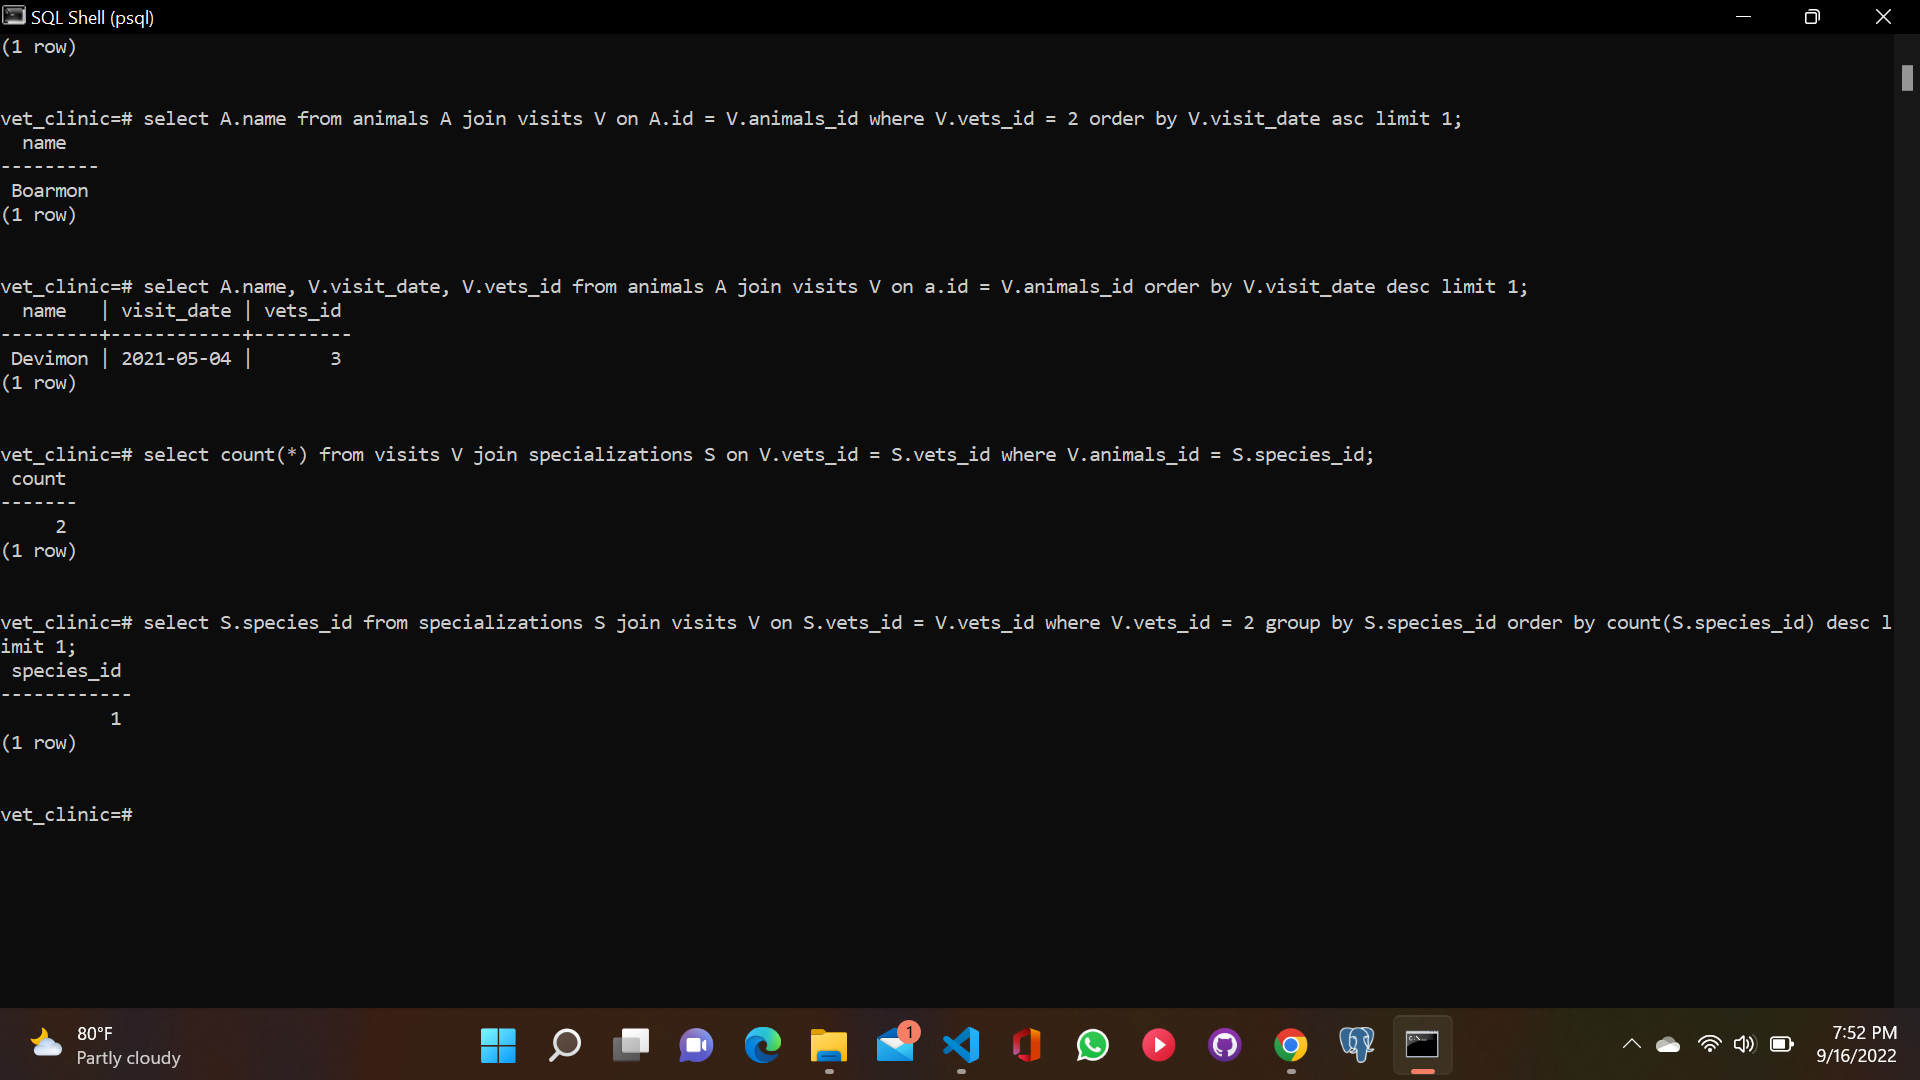 SQL Shell (psql)
(1 row)
vet_clinic=# select A.name from animals A join visits V on A.id = V.animals_id where V.vets_id = 2 order by V.visit_date asc limit 1;
name
---------
Boarmon
(1 row)
vet_clinic=# select A.name, V.visit_date, V.vets_id from animals A join visits V on a.id = V.animals_id order by V.visit_date desc limit 1;
name | visit_date | vets_id
---------+------------+---------
Devimon | 2021-05-04 | 3
(1 row)
vet_clinic=# select count(*) from visits V join specializations S on V.vets_id = S.vets_id where V.animals_id = S.species_id;
count
-------
2
(1 row)
vet_clinic=# select S.species_id from specializations S join visits V on S.vets_id = V.vets_id where V.vets_id = 2 group by S.species_id order by count(S.species_id) desc l
imit 1;
species_id
------------
1
(1 row)
vet_clinic=#
80°F
Partly cloudy
1
7:52 PM
9/16/2022